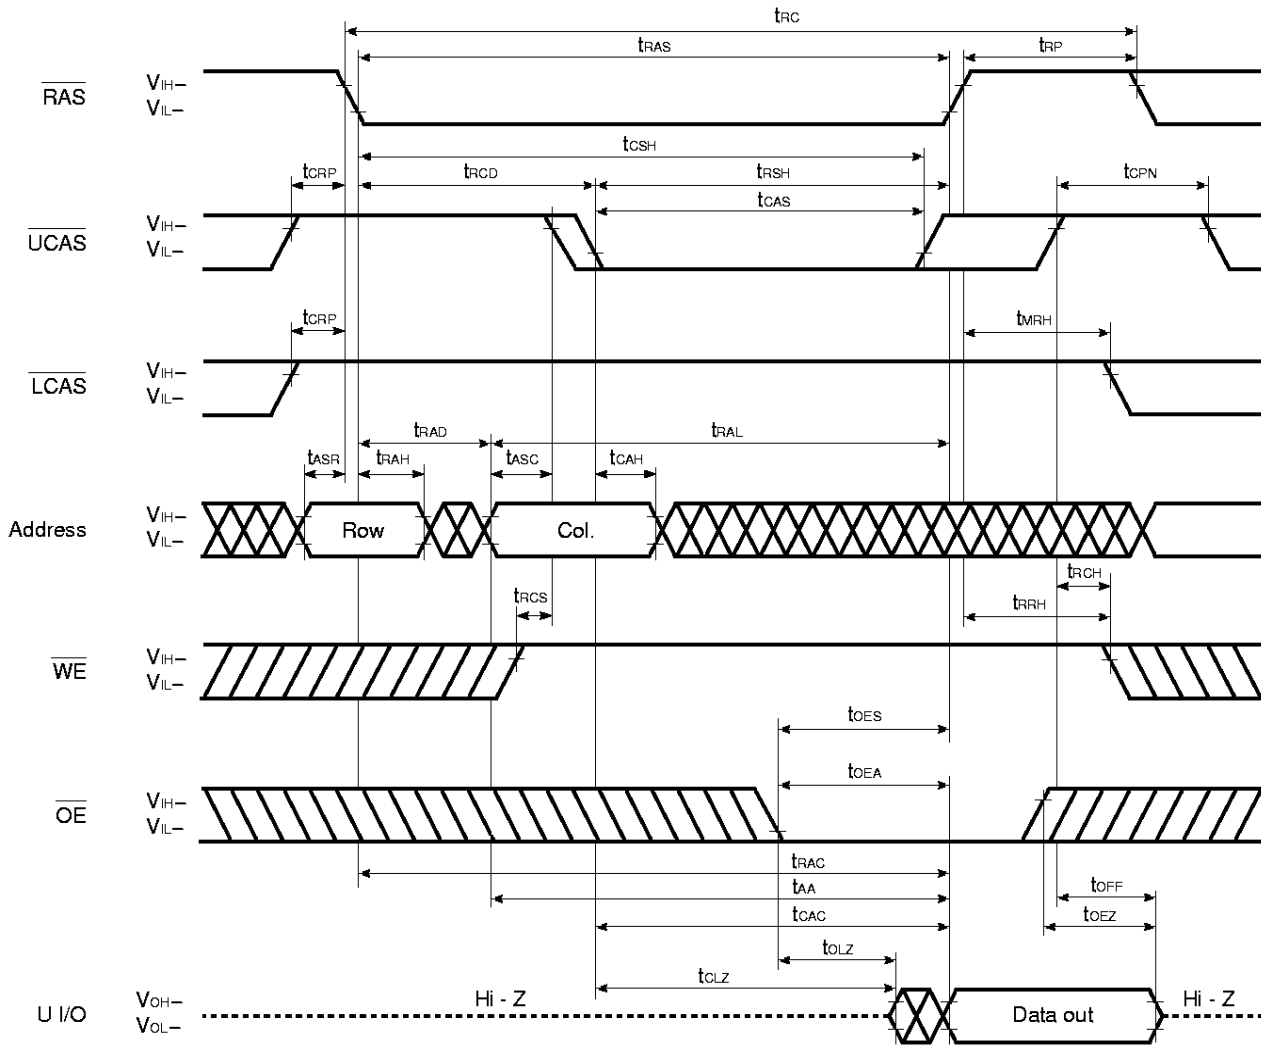 tRC
tRAS
tRP
RAS
VIH–
VIL–
tCSH
tCRP
tRCD
tRSH
tCPN
tCAS
UCAS
VIH–
VIL–
tCRP
tMRH
LCAS
VIH–
VIL–
tRAD
tRAL
tASR
tRAH
tASC
tCAH
Address
VIH–
VIL–
Row
Col.
tRCH
tRCS
tRRH
WE
VIH–
VIL–
tOES
tOEA
OE
VIH–
VIL–
tRAC
tAA
tOFF
tCAC
tOEZ
tOLZ
tCLZ
U I/O
VOH–
VOL–
Hi - Z
Data out
Hi - Z